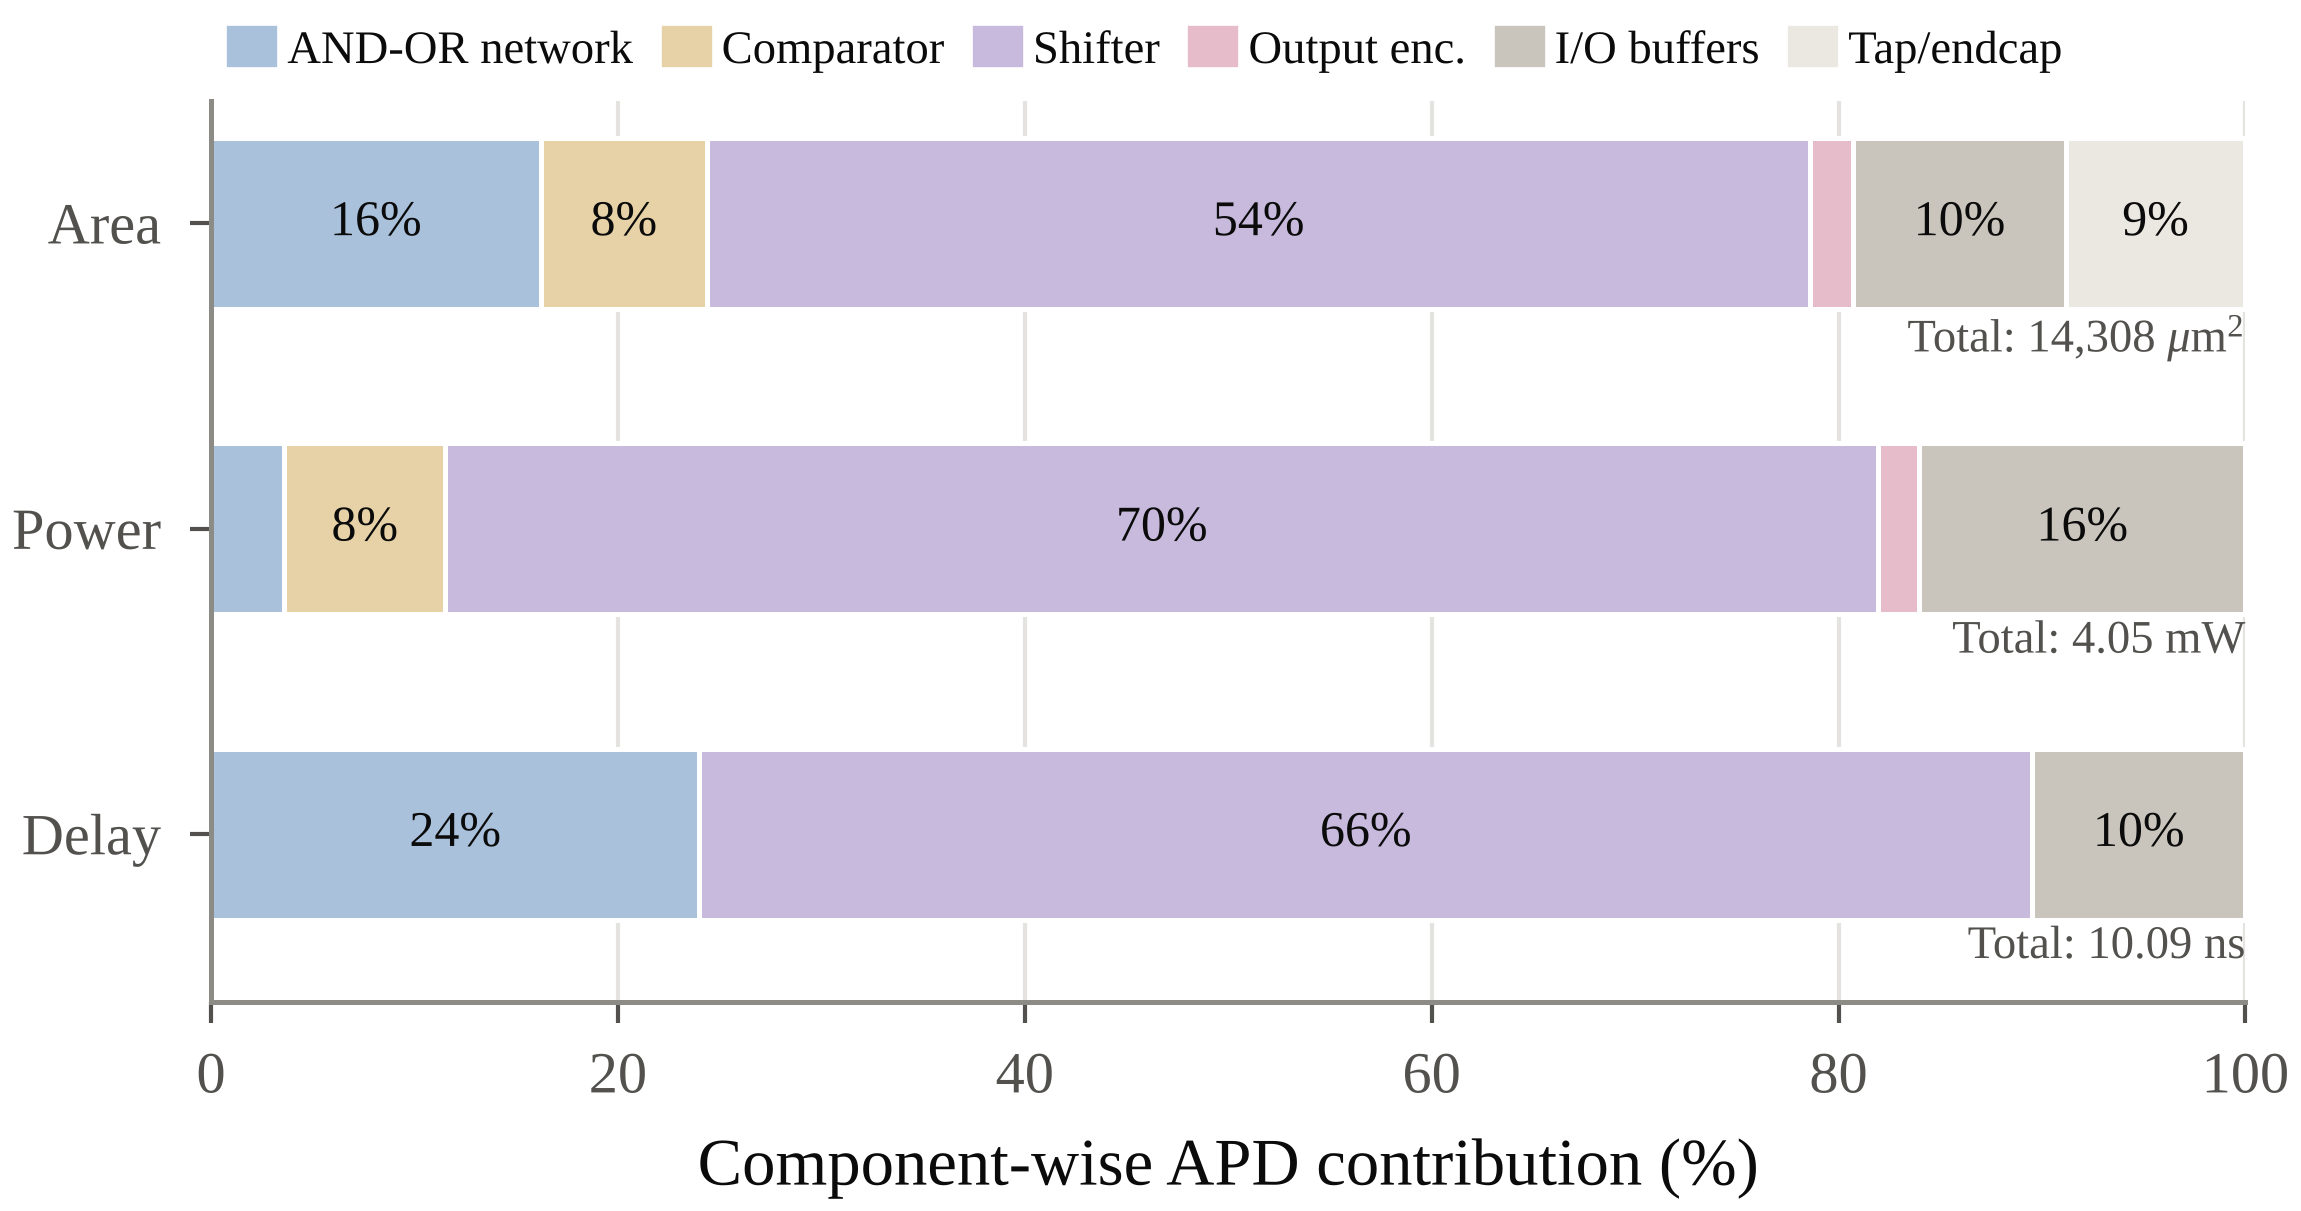 AND-OR network Comparator Shifter Output enc. I/O buffers Tap/endcap
Area 16% 8% 54% 10% 9%
Total: 14,308 μm²
Power 8% 70% 16%
Total: 4.05 mW
Delay 24% 66% 10%
Total: 10.09 ns
0 20 40 60 80 100
Component-wise APD contribution (%)